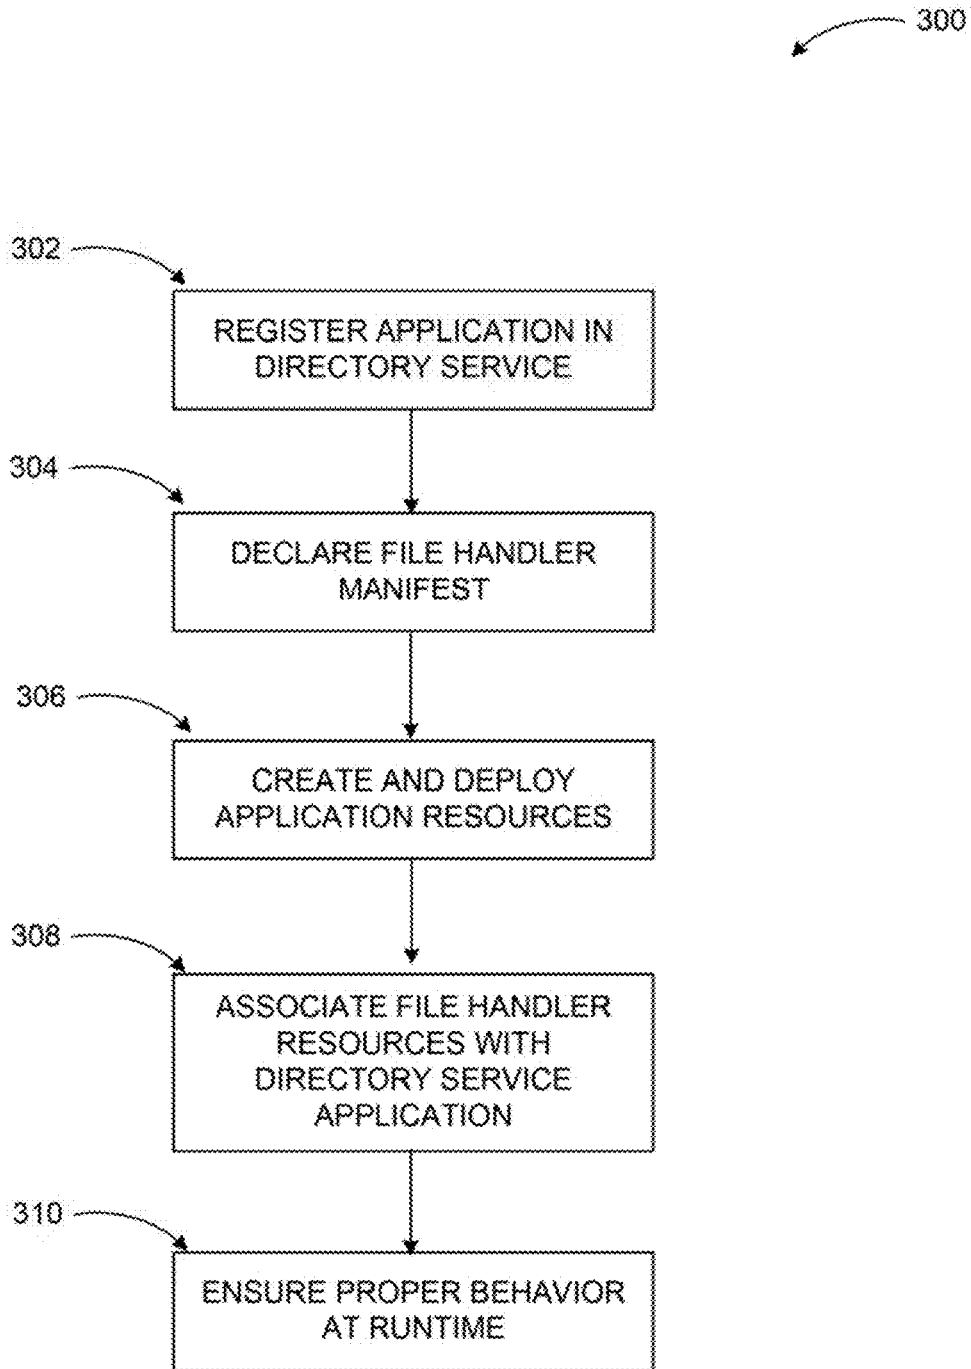 300
302
REGISTER APPLICATION IN
DIRECTORY SERVICE
304
DECLARE FILE HANDLER
MANIFEST
306
CREATE AND DEPLOY
APPLICATION RESOURCES
308
ASSOCIATE FILE HANDLER
RESOURCES WITH
DIRECTORY SERVICE
APPLICATION
310
ENSURE PROPER BEHAVIOR
AT RUNTIME